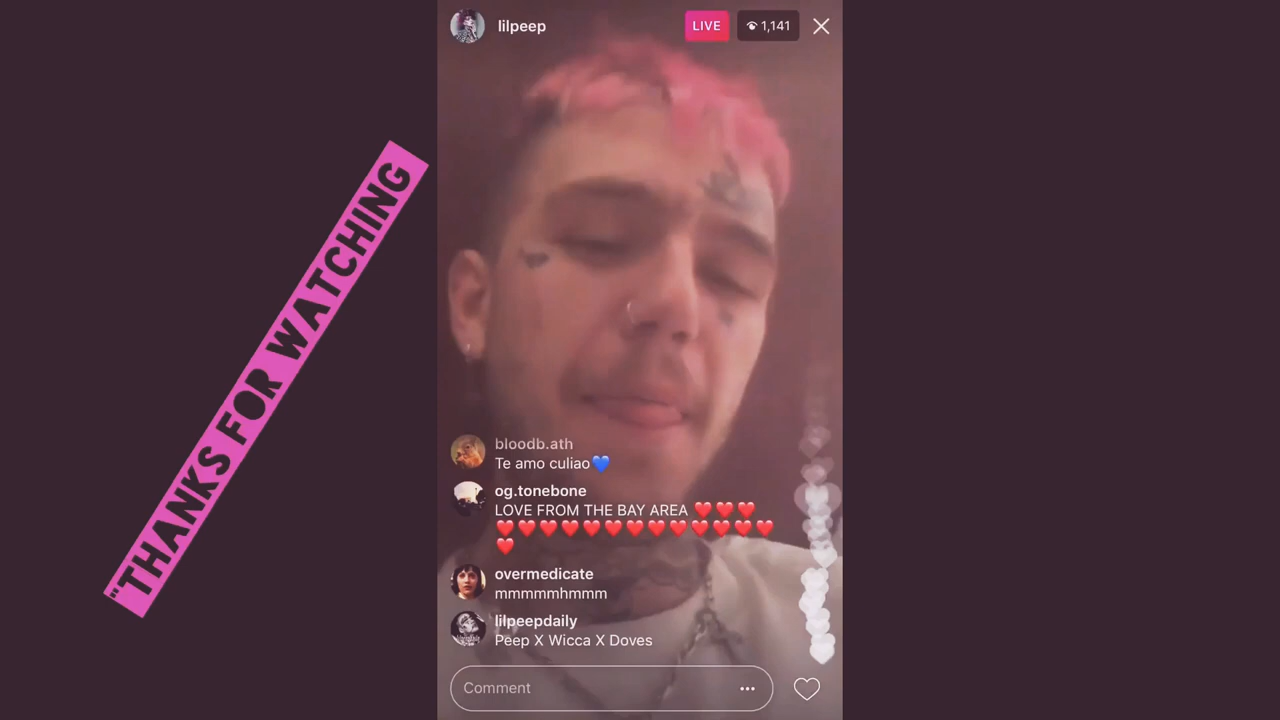 lilpeep
LIVE
1,141
"THANKS FOR WATCHING
bloodb.ath
Te amo culiao💙
og.tonebone
LOVE FROM THE BAY AREA ❤️❤️❤️
❤️❤️❤️❤️❤️❤️❤️❤️❤️❤️❤️❤️❤️
❤️
overmedicate
mmmmmhmmm
lilpeepdaily
Peep X Wicca X Doves
Comment